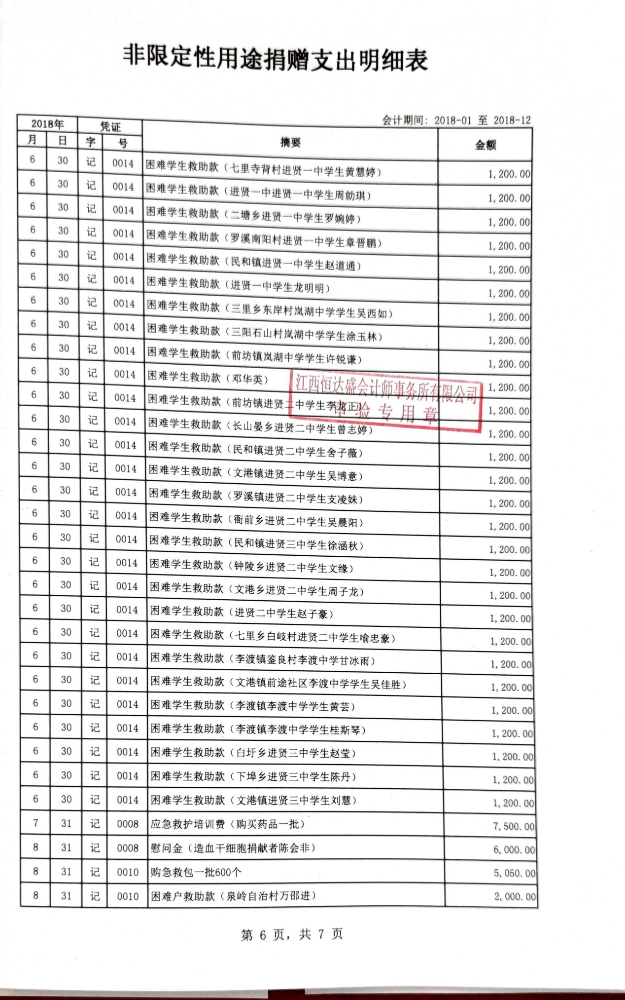 非限定性用途捐赠支出明细表
会计期间: 2018-01 至 2018-12
2018年 凭证 摘要 金额
月 日 字 号
6 30 记 0014 困难学生救助款（七里寺背村进贤一中学生黄慧婷） 1,200.00
6 30 记 0014 困难学生救助款（进贤一中进贤一中学生周勍琪） 1,200.00
6 30 记 0014 困难学生救助款（二塘乡进贤一中学生罗婉婷） 1,200.00
6 30 记 0014 困难学生救助款（罗溪南阳村进贤一中学生章晋鹏） 1,200.00
6 30 记 0014 困难学生救助款（民和镇进贤一中学生赵道通） 1,200.00
6 30 记 0014 困难学生救助款（进贤一中学生龙明明） 1,200.00
6 30 记 0014 困难学生救助款（三里乡东岸村岚湖中学学生吴西如） 1,200.00
6 30 记 0014 困难学生救助款（三阳石山村岚湖中学学生涂玉林） 1,200.00
6 30 记 0014 困难学生救助款（前坊镇岚湖中学学生许锐谦） 1,200.00
6 30 记 0014 困难学生救助款（邓华英） 1,200.00
江西恒达盛会计师事务所有限公司
审验专用章
6 30 记 0014 困难学生救助款（前坊镇进贤二中学生李龙正） 1,200.00
6 30 记 0014 困难学生救助款（长山晏乡进贤二中学生曾志婷） 1,200.00
6 30 记 0014 困难学生救助款（民和镇进贤二中学生舍子薇） 1,200.00
6 30 记 0014 困难学生救助款（文港镇进贤二中学生吴博意） 1,200.00
6 30 记 0014 困难学生救助款（罗溪镇进贤二中学生支凌妹） 1,200.00
6 30 记 0014 困难学生救助款（衙前乡进贤二中学生吴晨阳） 1,200.00
6 30 记 0014 困难学生救助款（民和镇进贤三中学生徐涵秋） 1,200.00
6 30 记 0014 困难学生救助款（钟陵乡进贤二中学生文缘） 1,200.00
6 30 记 0014 困难学生救助款（文港乡进贤二中学生周子龙） 1,200.00
6 30 记 0014 困难学生救助款（进贤二中学生赵子豪） 1,200.00
6 30 记 0014 困难学生救助款（七里乡白岐村进贤二中学生喻忠豪） 1,200.00
6 30 记 0014 困难学生救助款（李渡镇鉴良村李渡中学甘冰雨） 1,200.00
6 30 记 0014 困难学生救助款（文港镇前途社区李渡中学学生吴佳胜） 1,200.00
6 30 记 0014 困难学生救助款（李渡镇李渡中学学生黄芸） 1,200.00
6 30 记 0014 困难学生救助款（李渡镇李渡中学学生桂斯琴） 1,200.00
6 30 记 0014 困难学生救助款（白圩乡进贤三中学生赵莹） 1,200.00
6 30 记 0014 困难学生救助款（下埠乡进贤三中学生陈丹） 1,200.00
6 30 记 0014 困难学生救助款（文港镇进贤三中学生刘慧） 1,200.00
7 31 记 0008 应急救护培训费（购买药品一批） 7,500.00
8 31 记 0008 慰问金（造血干细胞捐献者陈会非） 6,000.00
8 31 记 0010 购急救包一批600个 5,050.00
8 31 记 0010 困难户救助款（泉岭自治村万邵进） 2,000.00
第 6 页, 共 7 页